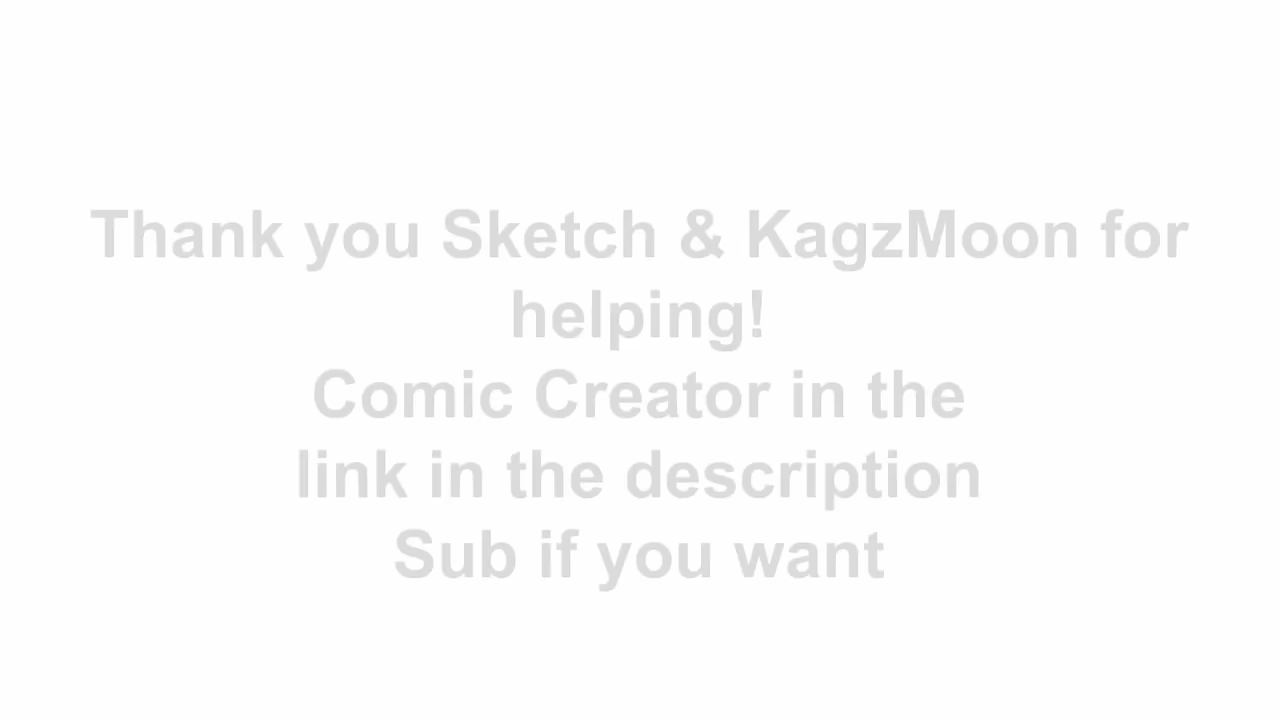 Thank you Sketch & KagzMoon for
helping!
Comic Creator in the
link in the description
Sub if you want